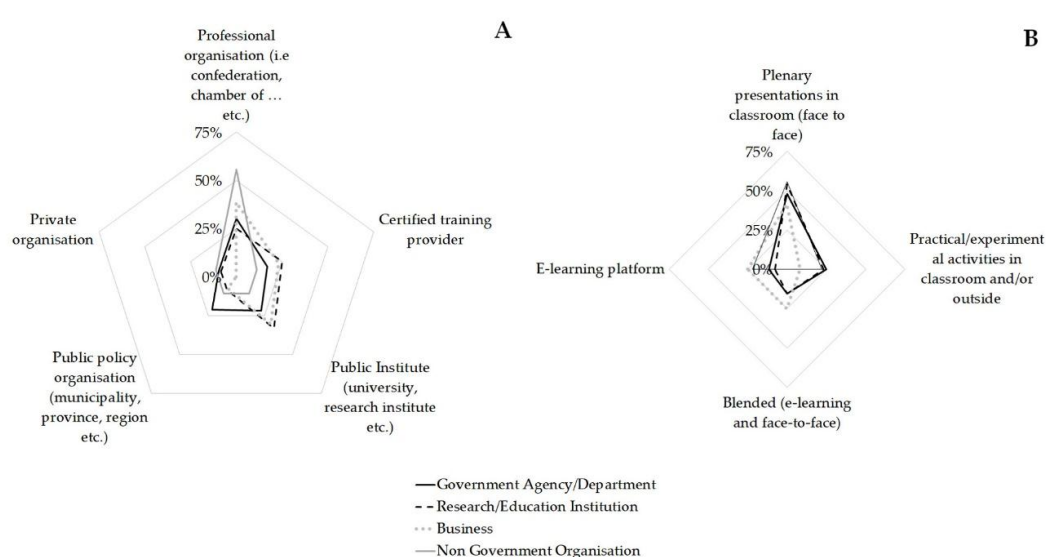 A
Professional
organisation (i.e
confederation,
chamber of …
etc.)
75%
50%
25%
0%
Certified training
provider
Public Institute
(university,
research institute
etc.)
Public policy
organisation
(municipality,
province, region
etc.)
Private
organisation
B
Plenary
presentations in
classroom (face to
face)
75%
50%
25%
0%
Practical/experiment
al activities in
classroom and/or
outside
Blended (e-learning
and face-to-face)
E-learning platform
Government Agency/Department
Research/Education Institution
Business
Non Government Organisation